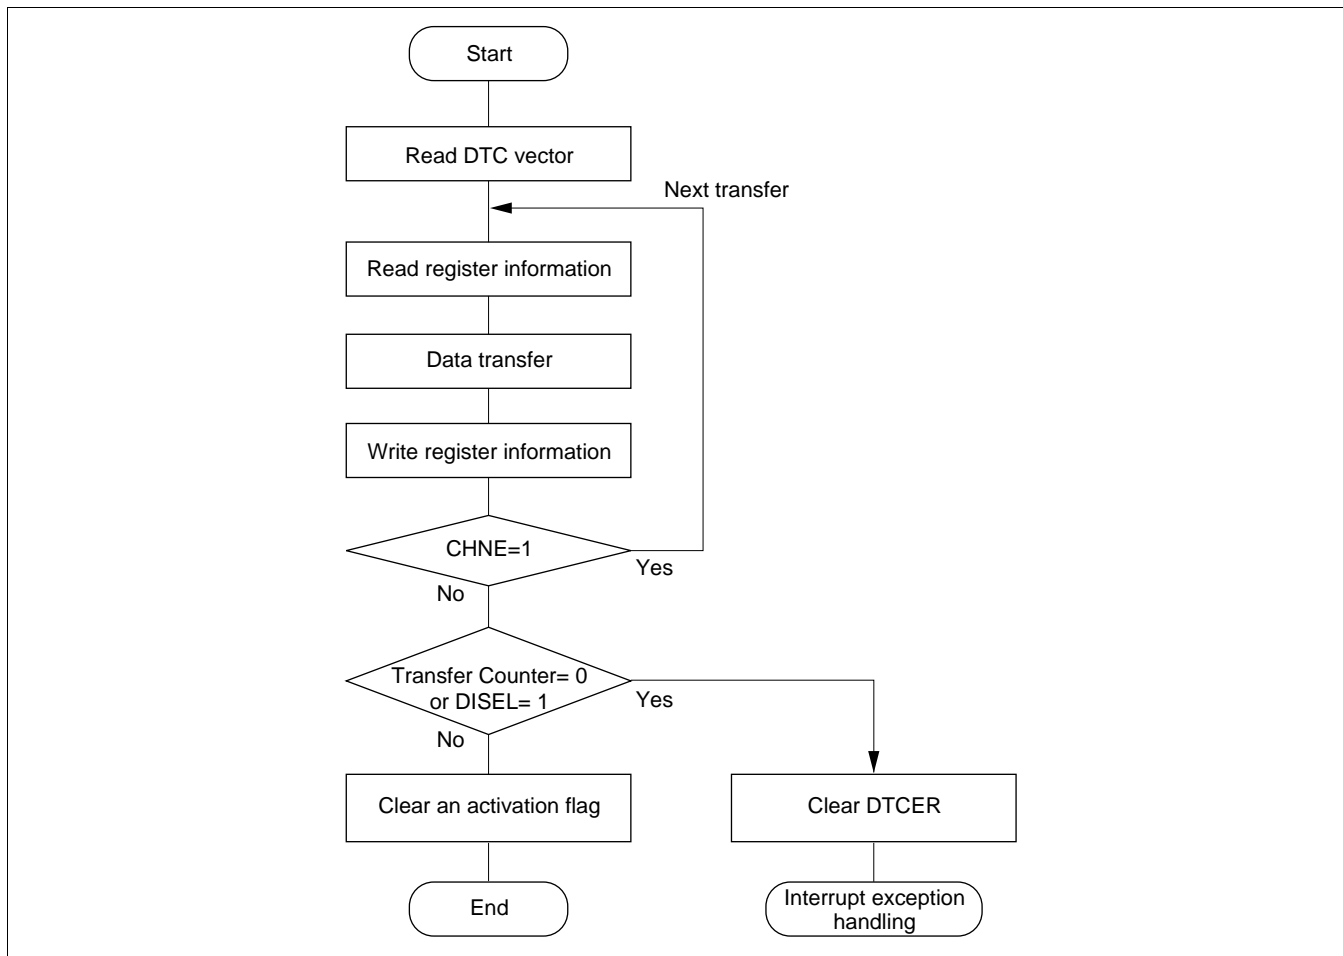 Start
Read DTC vector
Next transfer
Read register information
Data transfer
Write register information
CHNE=1
Yes
No
Transfer Counter= 0
or DISEL= 1
Yes
No
Clear an activation flag
Clear DTCER
End
Interrupt exception
handling